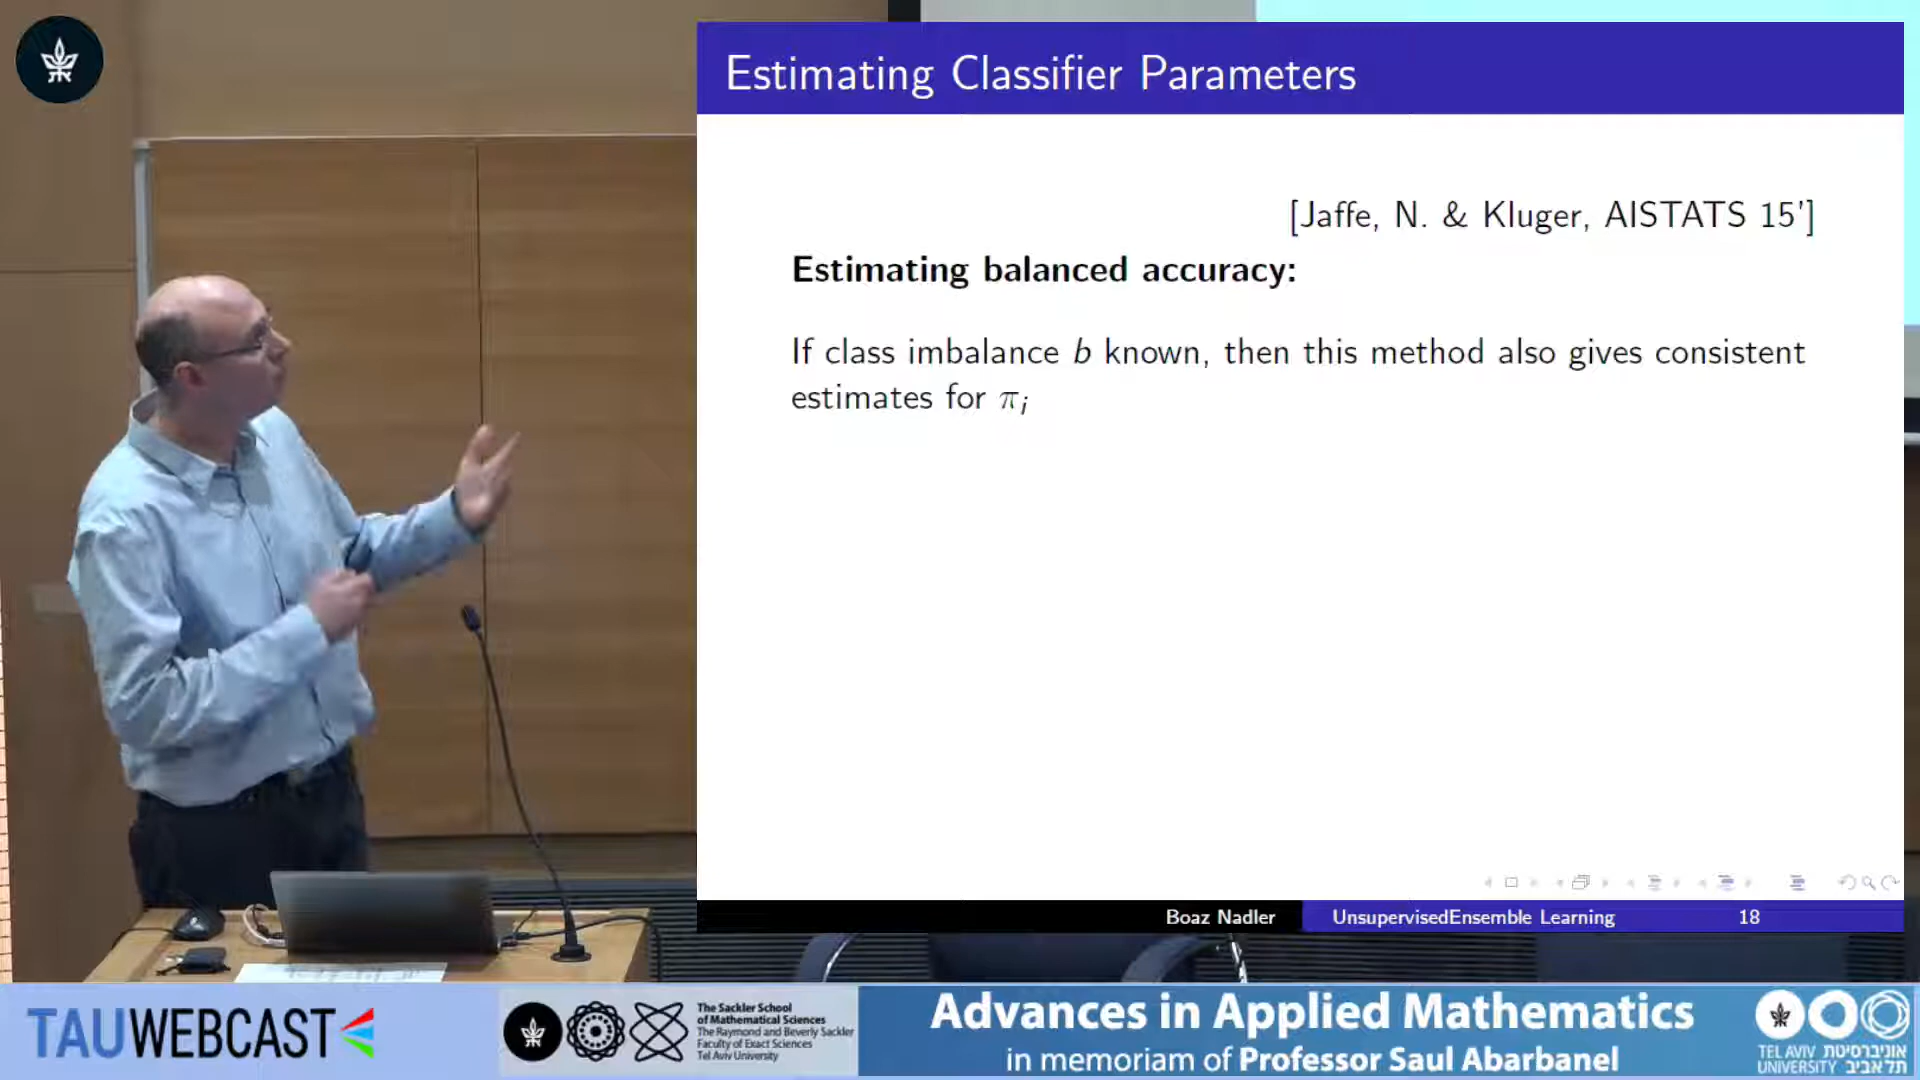 Estimating Classifier Parameters
[Jaffe, N. & Kluger, AISTATS 15']
Estimating balanced accuracy:
If class imbalance b known, then this method also gives consistent
estimates for πi
Boaz Nadler
UnsupervisedEnsemble Learning
18
TAUWEBCAST
The Sackler School
of Mathematical Sciences
The Raymond and Beverly Sackler
Faculty of Exact Sciences
Tel Aviv University
Advances in Applied Mathematics
in memoriam of Professor Saul Abarbanel
TEL AVIV אוניברסיטת
UNIVERSITY תל אביב